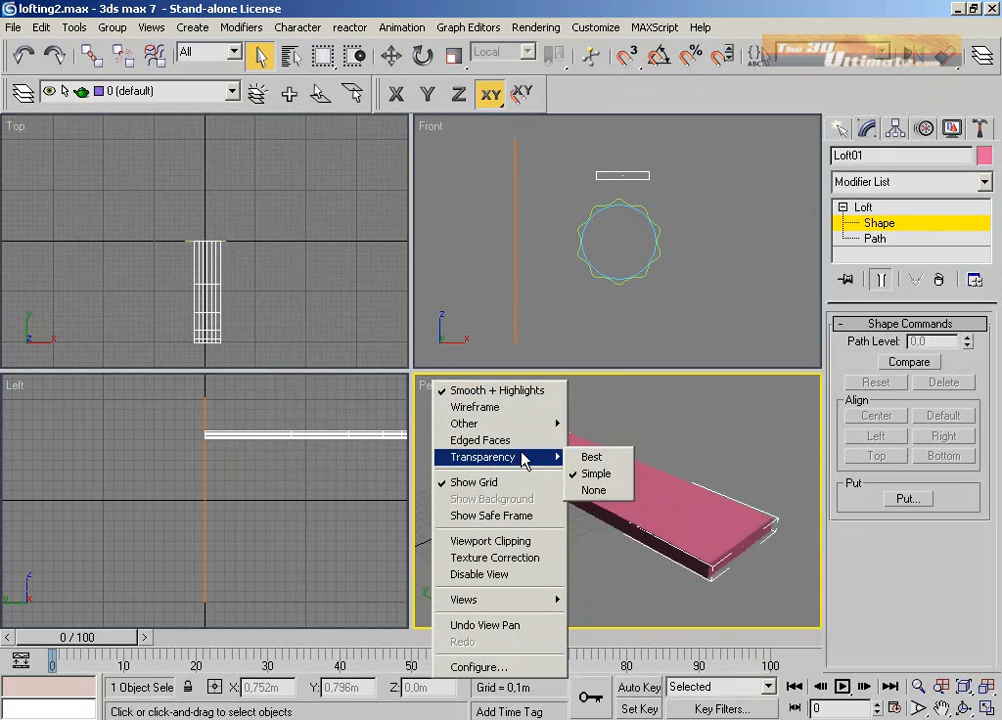 lofting2.max - 3ds max 7 - Stand-alone License
File Edit Tools Group Views Create Modifiers Character reactor Animation Graph Editors Rendering Customize MAXScript Help
All
Local
The 3D
Ultimate
0 (default)
X Y Z XY XY
Top
Front
Loft01
Modifier List
Loft
Shape
Path
Shape Commands
Path Level: 0,0
Compare
Reset Delete
Align
Center Default
Left Right
Top Bottom
Put
Put...
Left
Smooth + Highlights
Wireframe
Other
Edged Faces
Transparency
Best
Simple
None
Show Grid
Show Background
Show Safe Frame
Viewport Clipping
Texture Correction
Disable View
Views
Undo View Pan
Redo
Configure...
0 / 100
0 10 20 30 40 50 80 90 100
1 Object Sele X: 0,752m Y: 0,796m Z: 0,0m Grid = 0,1m Auto Key Selected
Click or click-and-drag to select objects Add Time Tag Set Key Key Filters... 0